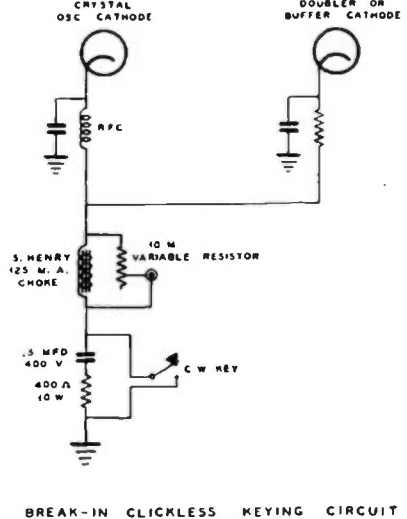 CRYSTAL
OSC CATHODE
DOUBLER OR
BUFFER CATHODE
RFC
5. HENRY
125 M. A.
CHOKE
10 M
VARIABLE RESISTOR
.5 MFD
400 V
400 Ω
10 W
C W KEY
BREAK-IN CLICKLESS KEYING CIRCUIT